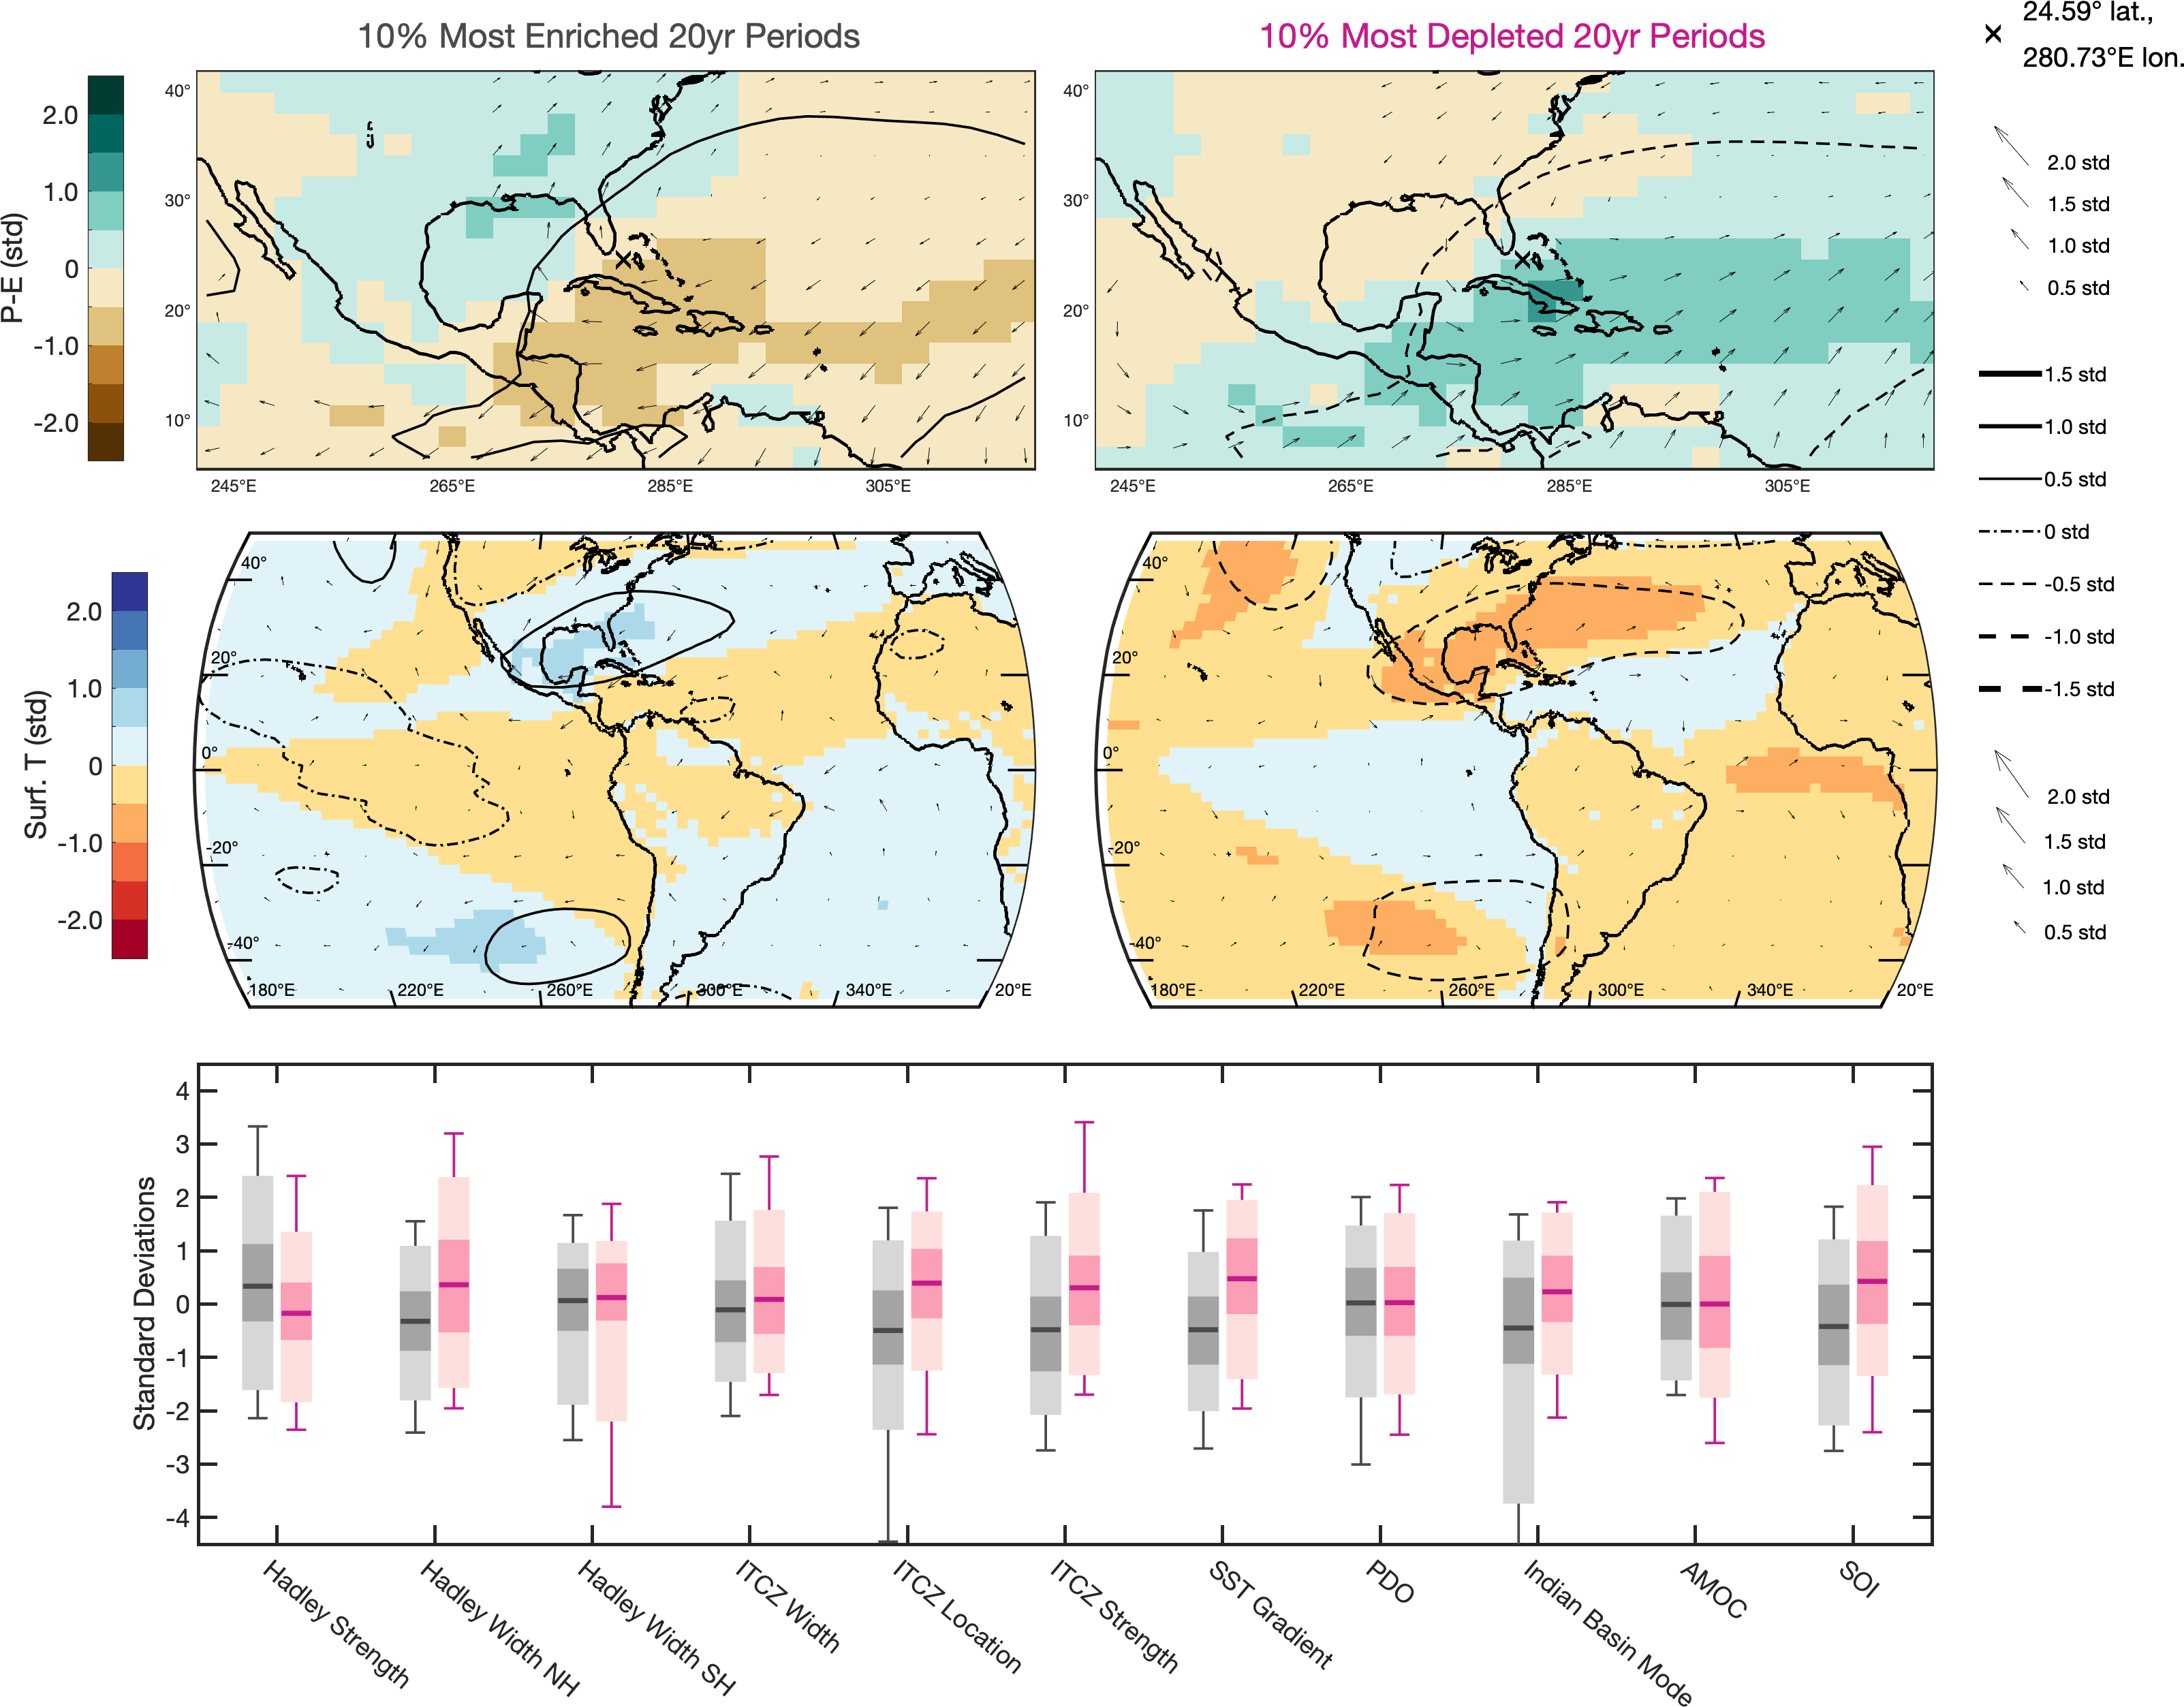 10% Most Enriched 20yr Periods
10% Most Depleted 20yr Periods
24.59° lat.,
280.73°E lon.
P-E (std)
2.0
1.0
0
-1.0
-2.0
40°
30°
20°
10°
245°E
265°E
285°E
305°E
40°
30°
20°
10°
245°E
265°E
285°E
305°E
2.0 std
1.5 std
1.0 std
0.5 std
1.5 std
1.0 std
0.5 std
0 std
-0.5 std
-1.0 std
-1.5 std
Surf. T (std)
2.0
1.0
0
-1.0
-2.0
40°
20°
0°
-20°
-40°
180°E
220°E
260°E
300°E
340°E
20°E
40°
20°
0°
-20°
-40°
180°E
220°E
260°E
300°E
340°E
20°E
2.0 std
1.5 std
1.0 std
0.5 std
Standard Deviations
4
3
2
1
0
-1
-2
-3
-4
Hadley Strength
Hadley Width NH
Hadley Width SH
ITCZ Width
ITCZ Location
ITCZ Strength
SST Gradient
PDO
Indian Basin Mode
AMOC
SOI